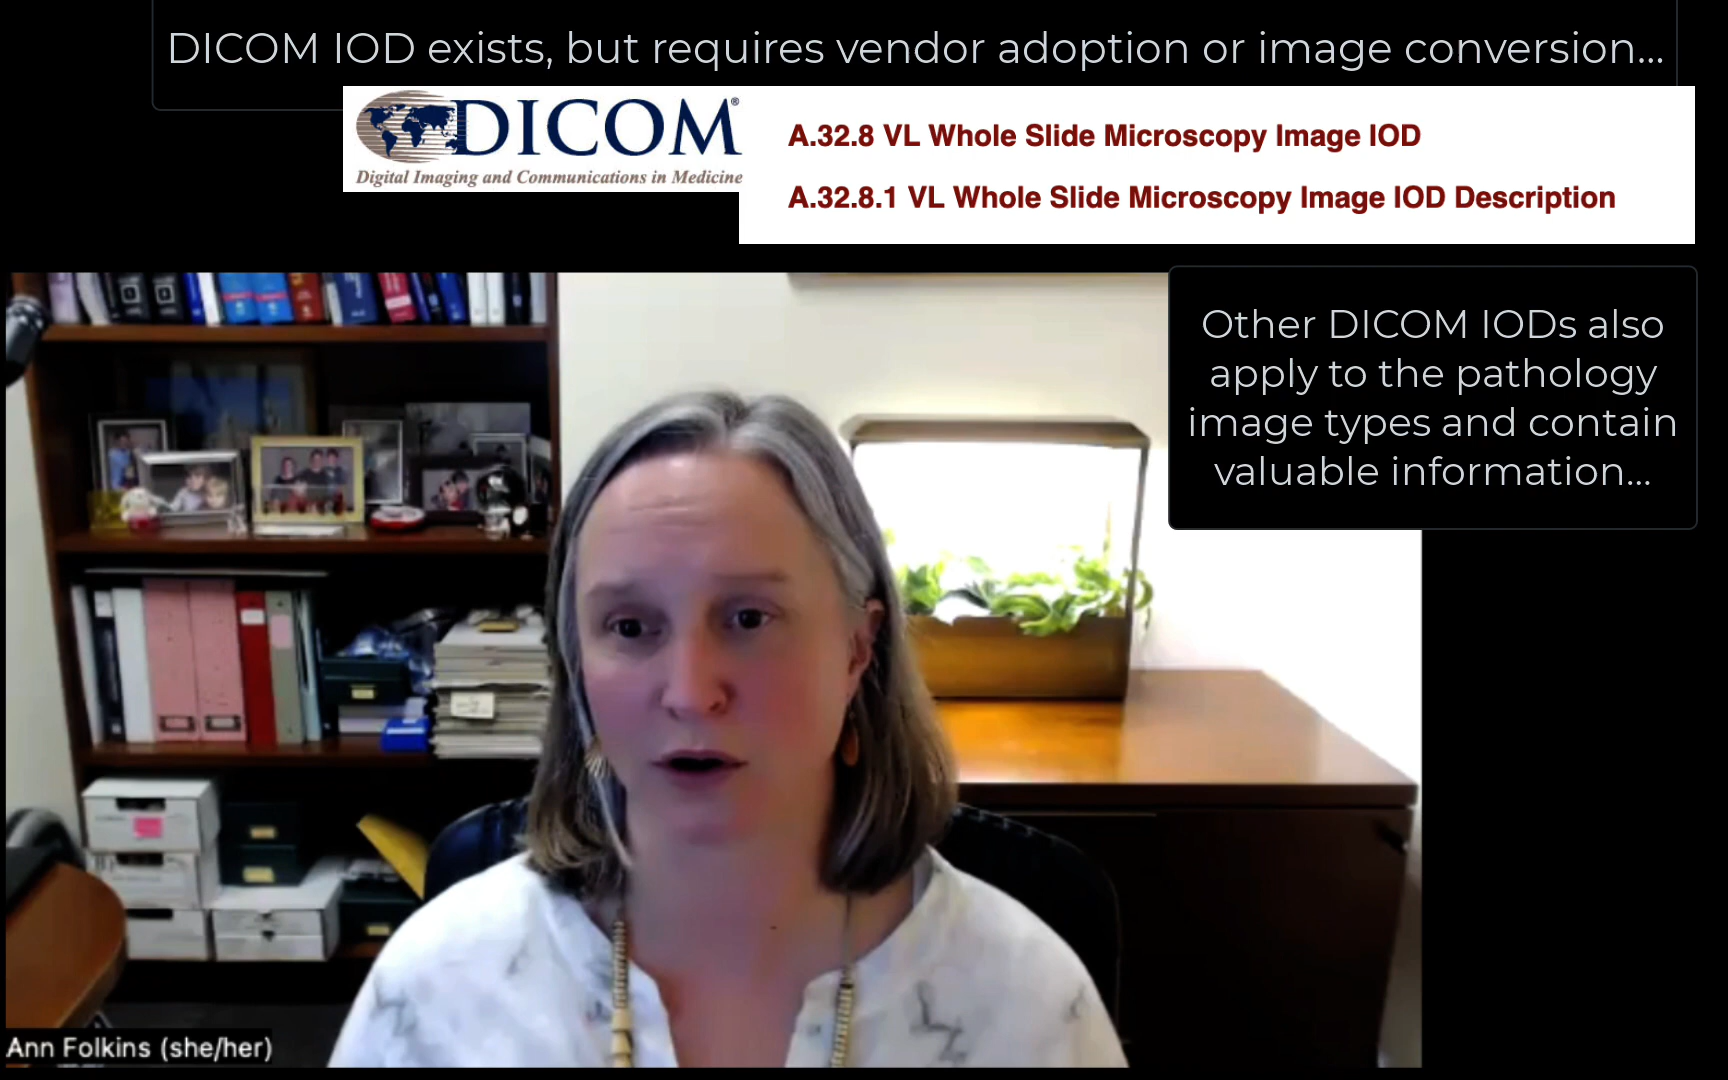 DICOM IOD exists, but requires vendor adoption or image conversion...
DICOM®
Digital Imaging and Communications in Medicine
A.32.8 VL Whole Slide Microscopy Image IOD
A.32.8.1 VL Whole Slide Microscopy Image IOD Description
Other DICOM IODs also
apply to the pathology
image types and contain
valuable information...
Ann Folkins (she/her)